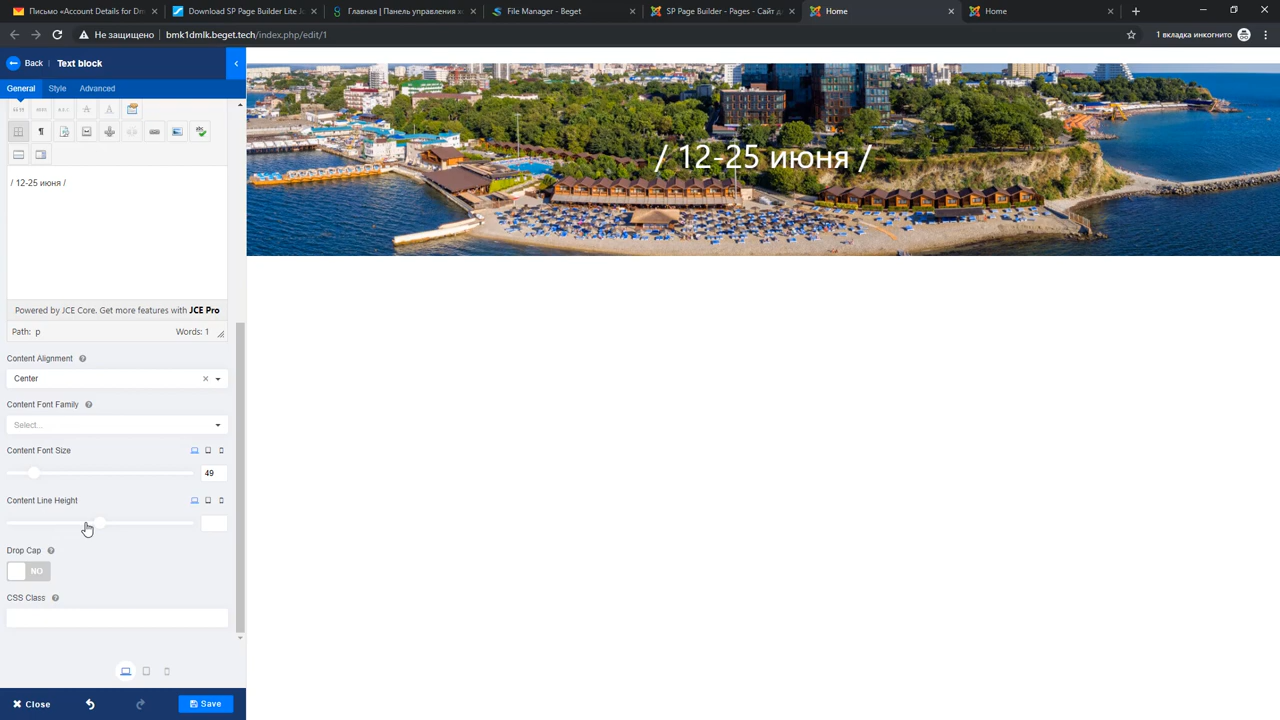 Письмо «Account Details for Dm
Download SP Page Builder Lite Jo
Главная | Панель управления хо
File Manager - Beget
SP Page Builder - Pages - Сайт д
Home
Home
Не защищено
bmk1dmlk.beget.tech/index.php/edit/1
1 вкладка инкогнито
Back
Text block
General
Style
Advanced
/ 12-25 июня /
/ 12-25 июня /
Powered by JCE Core. Get more features with JCE Pro
Path: p
Words: 1
Content Alignment
Center
Content Font Family
Select...
Content Font Size
49
Content Line Height
Drop Cap
NO
CSS Class
Close
Save